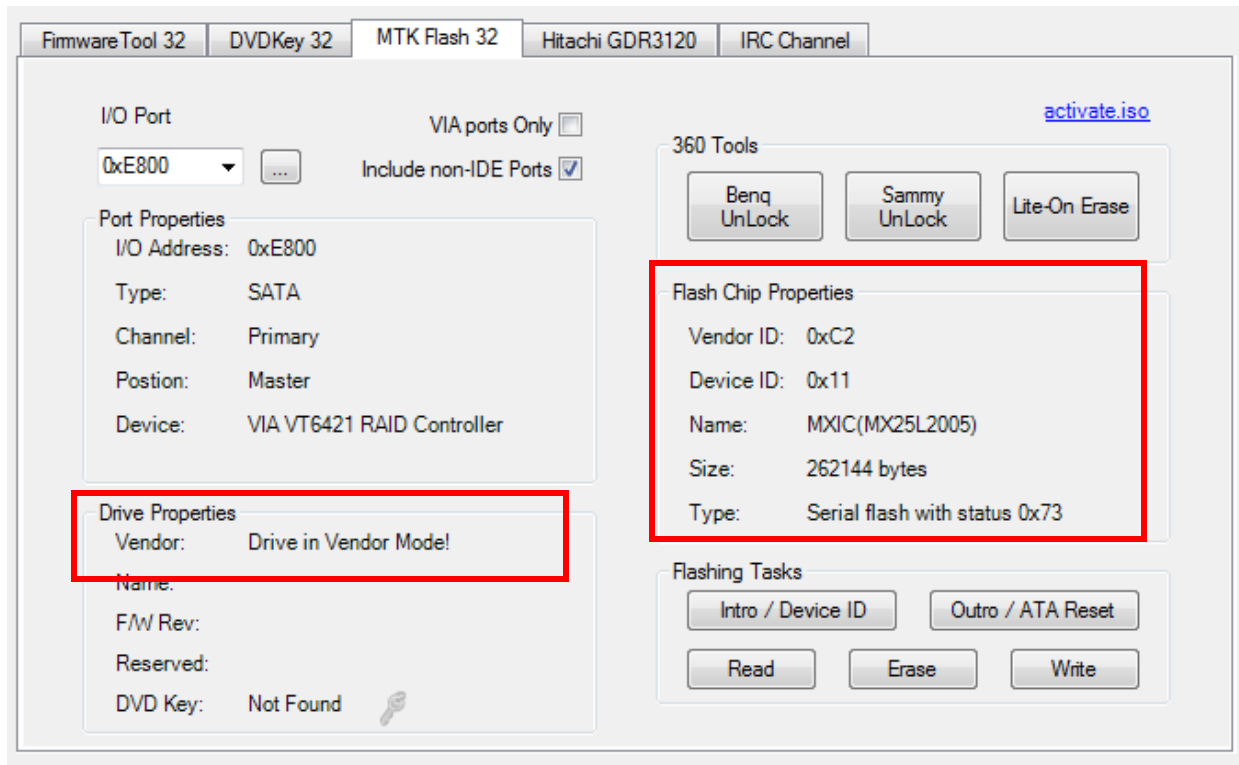 FirmwareTool 32
DVDKey 32
MTK Flash 32
Hitachi GDR3120
IRC Channel
I/O Port
VIA ports Only
0xE800
...
Include non-IDE Ports
Port Properties
I/O Address: 0xE800
Type: SATA
Channel: Primary
Postion: Master
Device: VIA VT6421 RAID Controller
Drive Properties
Vendor: Drive in Vendor Mode!
Name:
F/W Rev:
Reserved:
DVD Key: Not Found
activate.iso
360 Tools
Benq
UnLock
Sammy
UnLock
Lite-On Erase
Flash Chip Properties
Vendor ID: 0xC2
Device ID: 0x11
Name: MXIC(MX25L2005)
Size: 262144 bytes
Type: Serial flash with status 0x73
Flashing Tasks
Intro / Device ID
Outro / ATA Reset
Read
Erase
Write